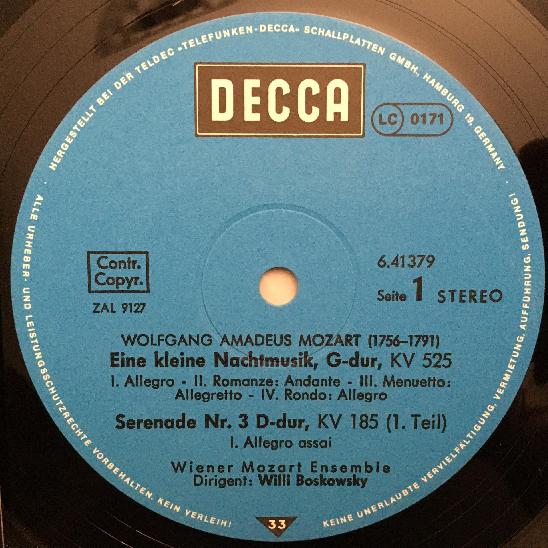 HERGESTELLT BEI DER TELDEC »TELEFUNKEN-DECCA« SCHALLPLATTEN GMBH, HAMBURG 19, GERMANY ·
DECCA
LC 0171
Contr.
Copyr.
ZAL 9127
6.41379
Seite 1 STEREO
WOLFGANG AMADEUS MOZART (1756–1791)
Eine kleine Nachtmusik, G-dur, KV 525
I. Allegro - II. Romanze: Andante - III. Menuetto:
Allegretto - IV. Rondo: Allegro
Serenade Nr. 3 D-dur, KV 185 (1. Teil)
I. Allegro assai
Wiener Mozart Ensemble
Dirigent: Willi Boskowsky
33
ALLE URHEBER- UND LEISTUNGSSCHUTZRECHTE VORBEHALTEN. KEIN VERLEIH!
KEINE UNERLAUBTE VERVIELFÄLTIGUNG, VERMIETUNG, AUFFÜHRUNG, SENDUNG!